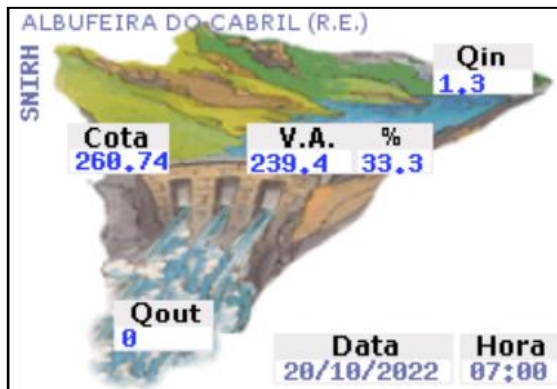 ALBUFEIRA DO CABRIL (R.E.)
SNIRH
Qin
1.3
Cota
260.74
V.A. %
239.4 33.3
Qout
0
Data
20/10/2022
Hora
07:00